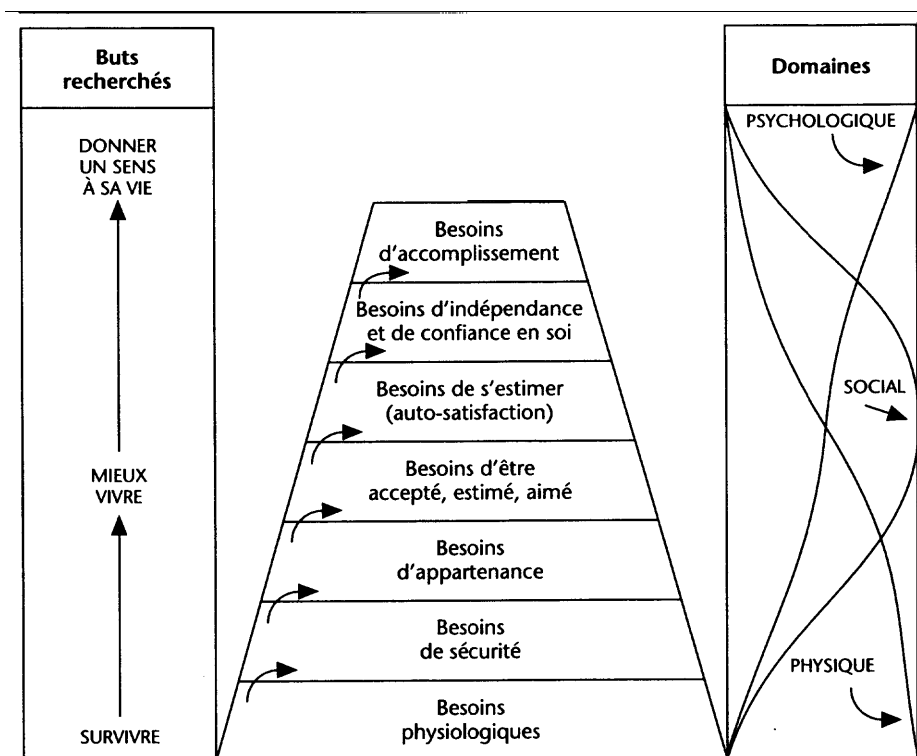 Buts
recherchés
DONNER
UN SENS
À SA VIE
MIEUX
VIVRE
SURVIVRE
Besoins
d'accomplissement
Besoins d'indépendance
et de confiance en soi
Besoins de s'estimer
(auto-satisfaction)
Besoins d'être
accepté, estimé, aimé
Besoins
d'appartenance
Besoins
de sécurité
Besoins
physiologiques
Domaines
PSYCHOLOGIQUE
SOCIAL
PHYSIQUE